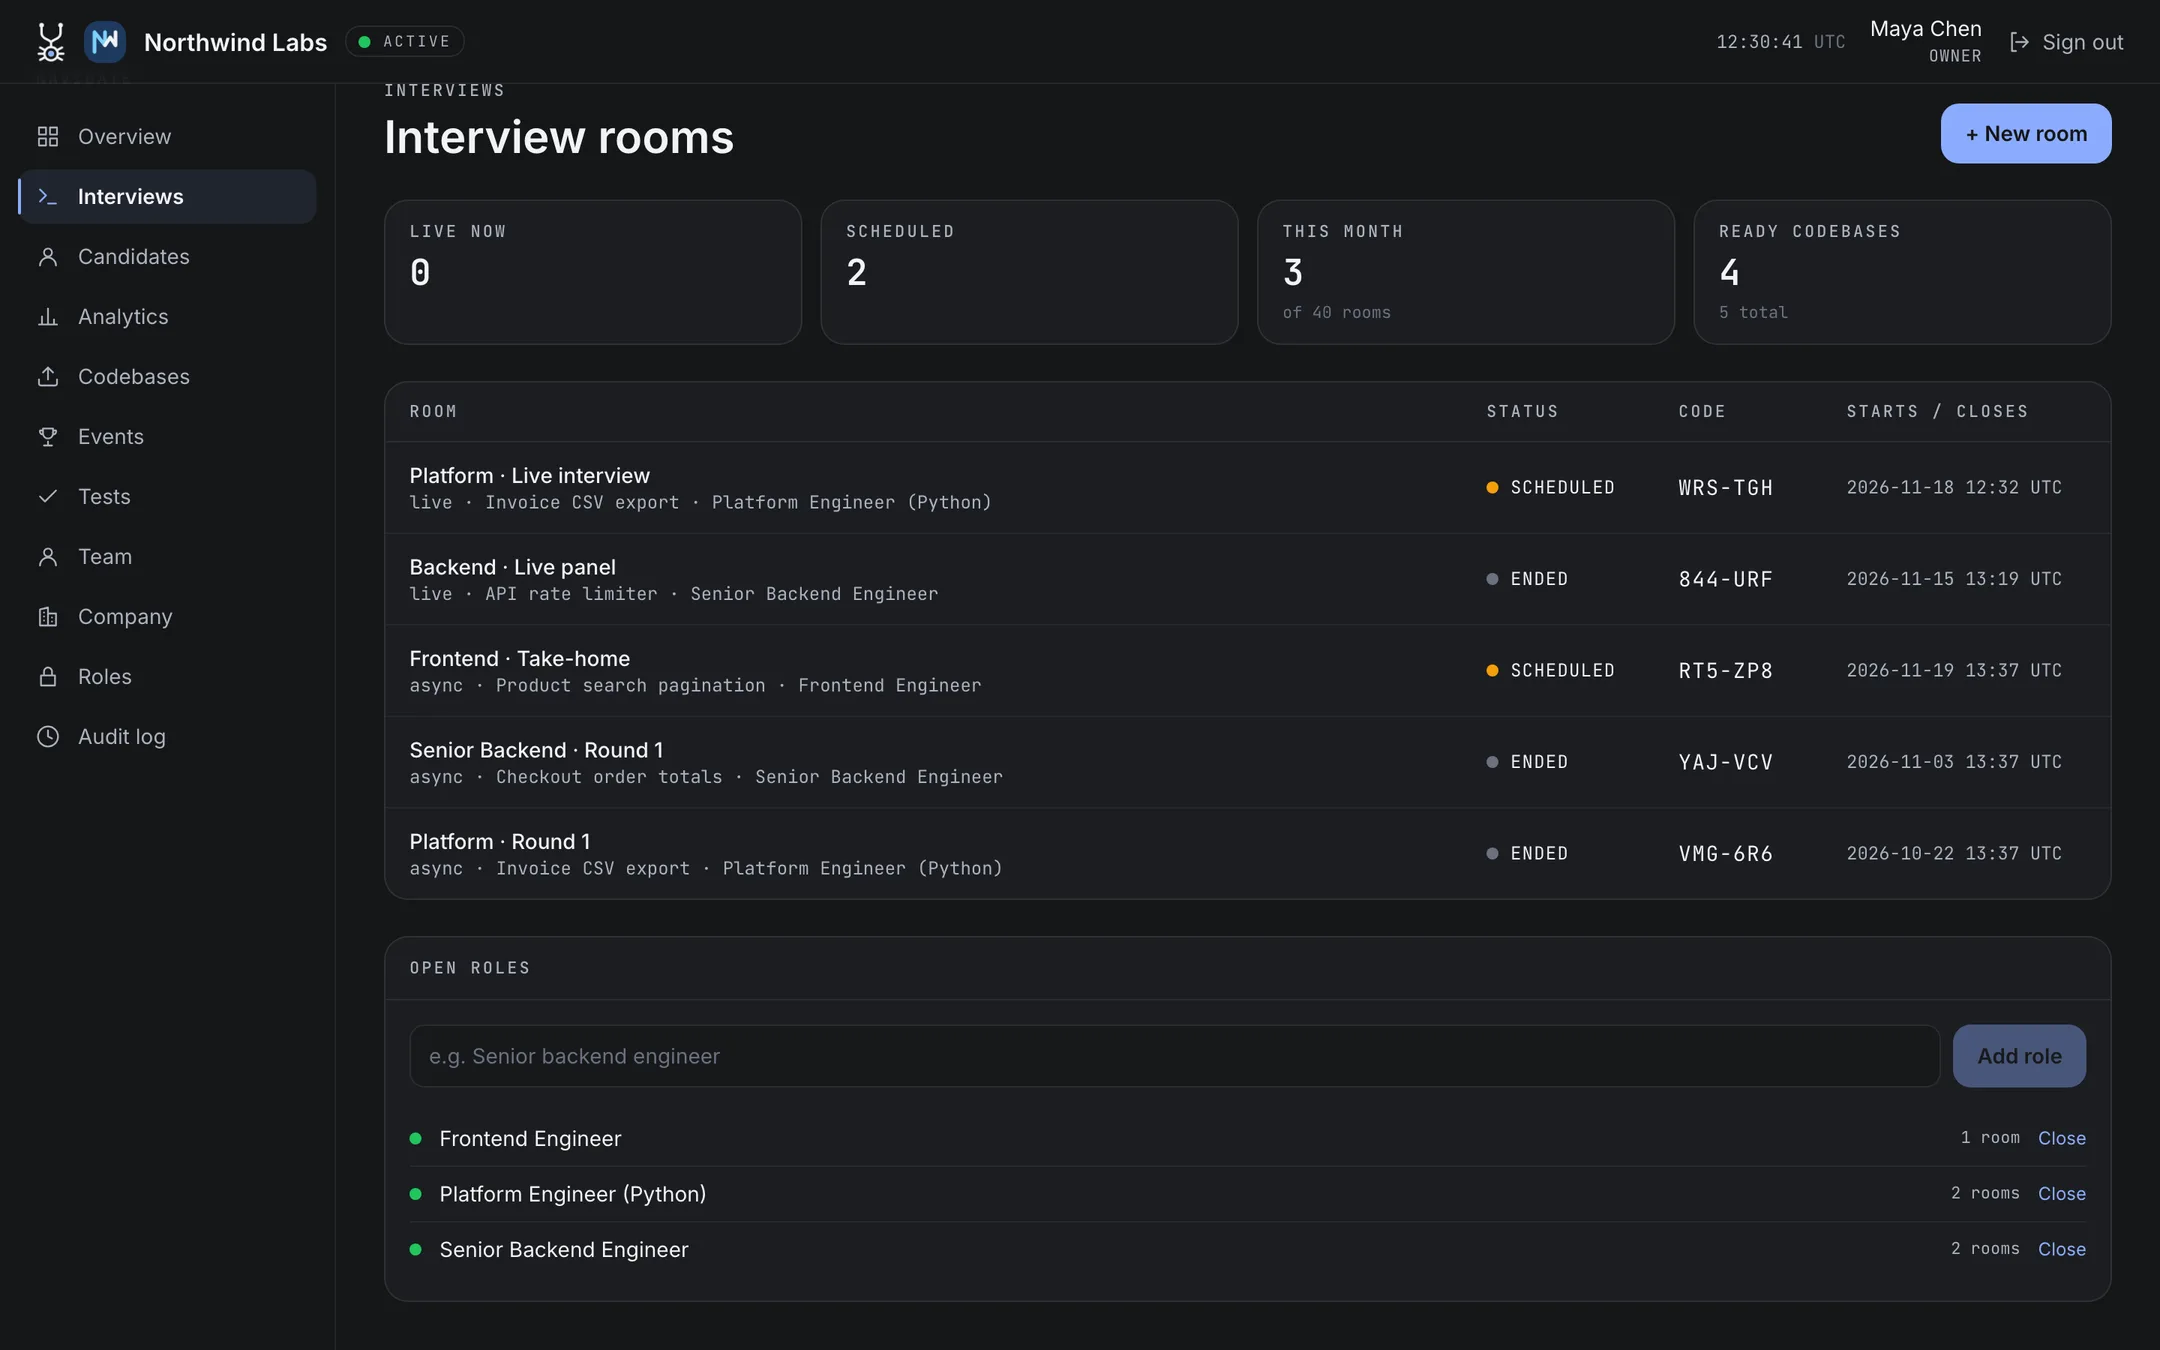 Northwind Labs
ACTIVE
12:30:41 UTC
Maya Chen
OWNER
Sign out
NAVIGATE
Overview
Interviews
Candidates
Analytics
Codebases
Events
Tests
Team
Company
Roles
Audit log
INTERVIEWS
Interview rooms
+ New room
LIVE NOW
0
SCHEDULED
2
THIS MONTH
3
of 40 rooms
READY CODEBASES
4
5 total
ROOM STATUS CODE STARTS / CLOSES
Platform · Live interview
live · Invoice CSV export · Platform Engineer (Python)
SCHEDULED WRS-TGH 2026-11-18 12:32 UTC
Backend · Live panel
live · API rate limiter · Senior Backend Engineer
ENDED 844-URF 2026-11-15 13:19 UTC
Frontend · Take-home
async · Product search pagination · Frontend Engineer
SCHEDULED RT5-ZP8 2026-11-19 13:37 UTC
Senior Backend · Round 1
async · Checkout order totals · Senior Backend Engineer
ENDED YAJ-VCV 2026-11-03 13:37 UTC
Platform · Round 1
async · Invoice CSV export · Platform Engineer (Python)
ENDED VMG-6R6 2026-10-22 13:37 UTC
OPEN ROLES
e.g. Senior backend engineer
Add role
Frontend Engineer 1 room Close
Platform Engineer (Python) 2 rooms Close
Senior Backend Engineer 2 rooms Close